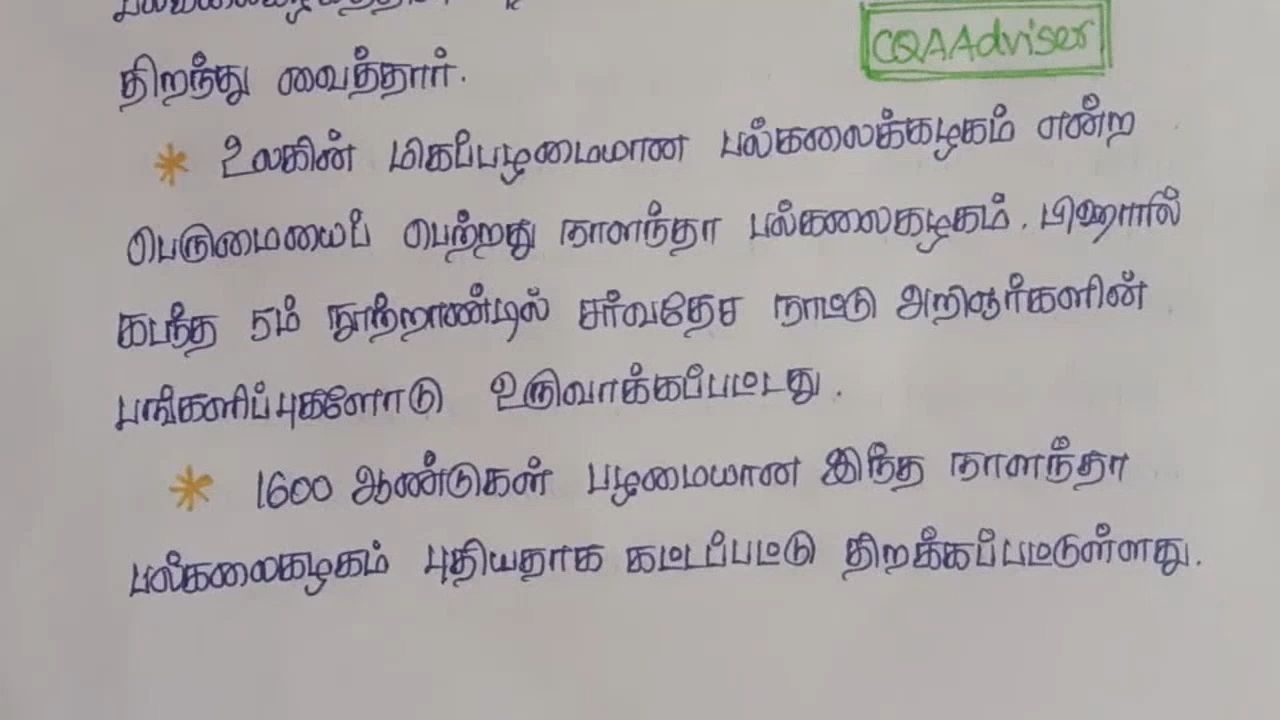 CQAAdviser
திறந்து வைத்தார்.
* உலகின் மிகப்பழமைமான பல்கலைக்கழகம் என்ற
பெருமையைப் பெற்றது நாளந்தா பல்கலைகழகம். பிஹாரில்
கடந்த 5ம் நூற்றாண்டில் சர்வதேச நாட்டு அறிஞர்களின்
பங்களிப்புகளோடு உருவாக்கப்பட்டது.
* 1600 ஆண்டுகள் பழமையான இந்த நாளந்தா
பல்கலைகழகம் புதியதாக கட்டப்பட்டு திறக்கப்பட்டுள்ளது.